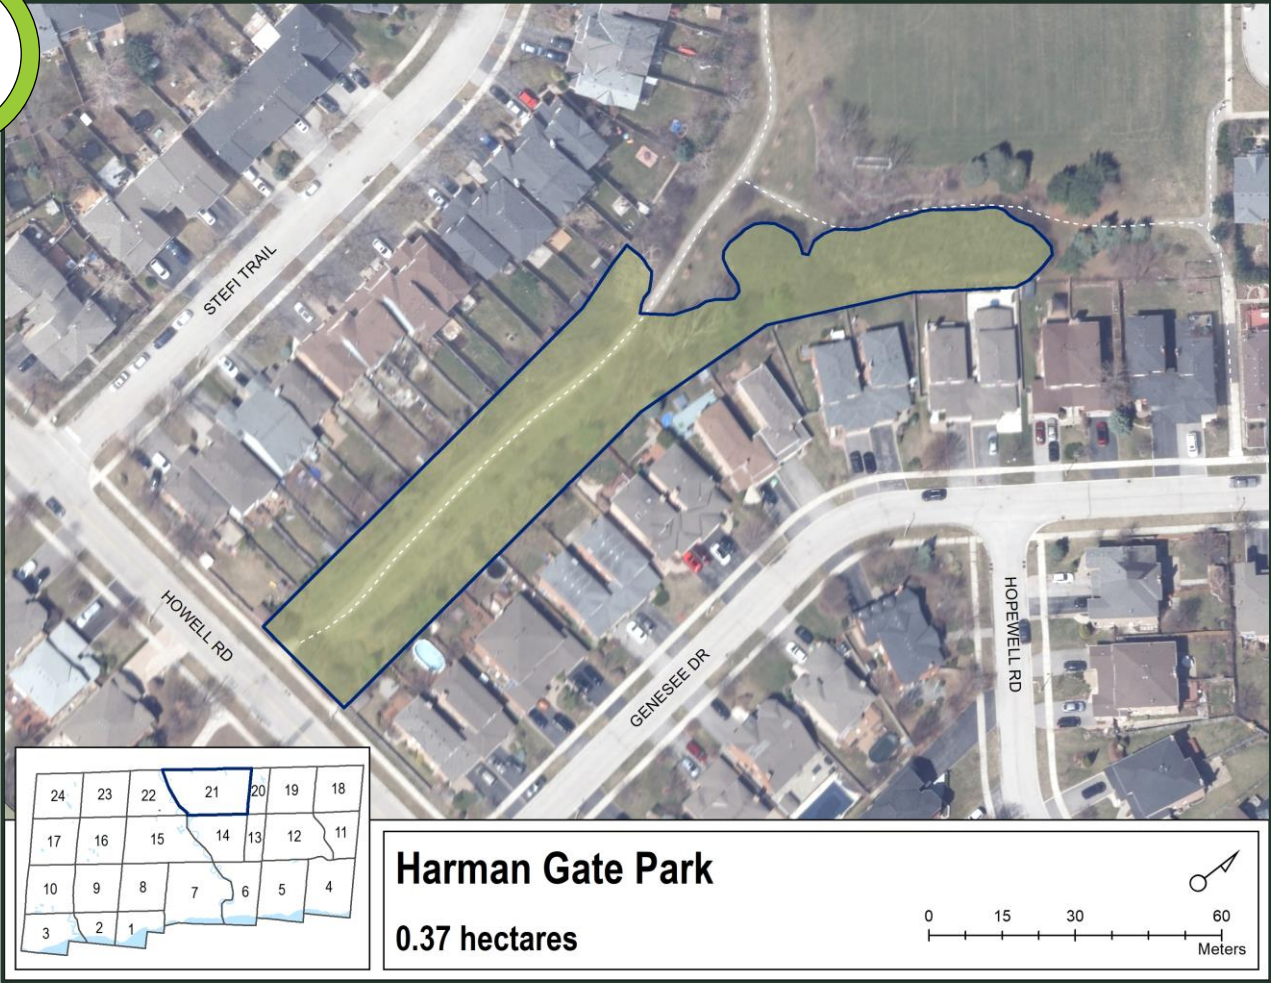 STEFI TRAIL
HOWELL RD
GENESEE DR
HOPEWELL RD
24 23 22 21 20 19 18
17 16 15 14 13 12 11
10 9 8 7 6 5 4
3 2 1
Harman Gate Park
0.37 hectares
0 15 30 60
Meters